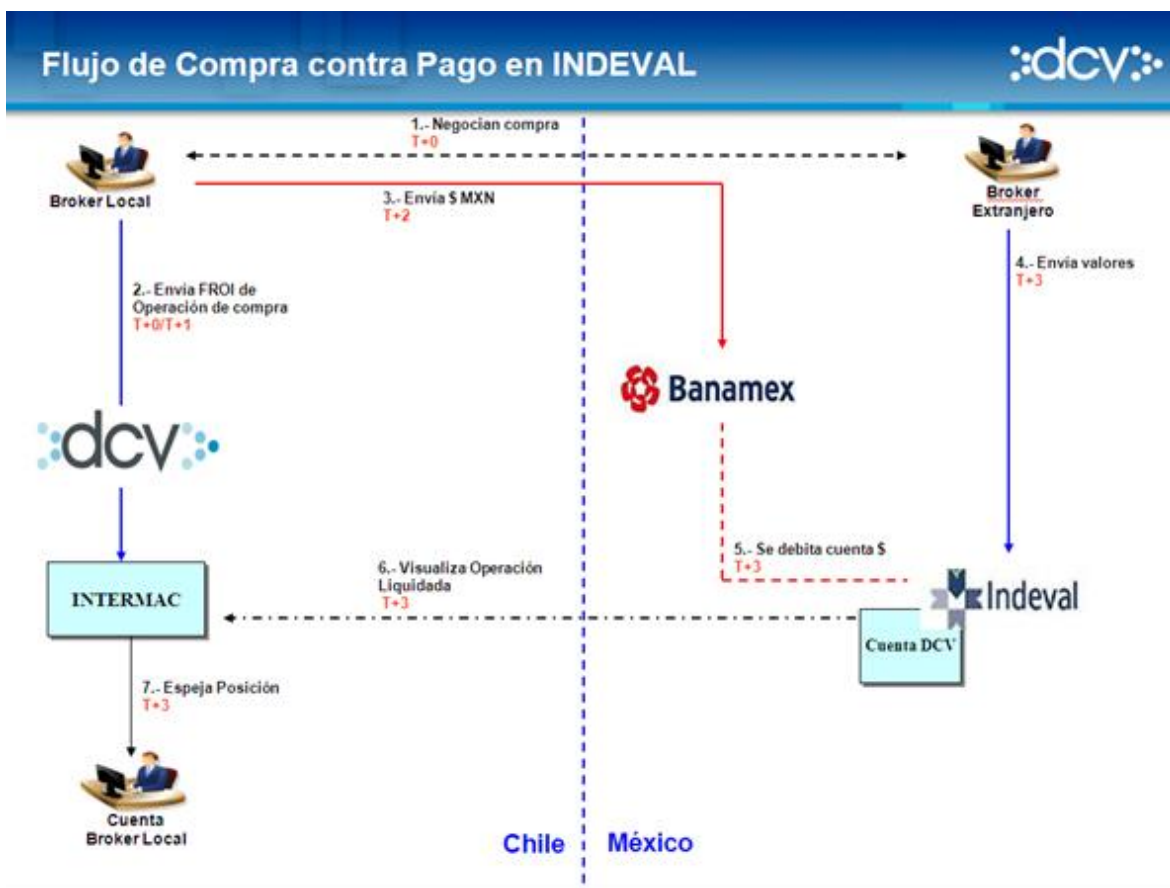 Flujo de Compra contra Pago en INDEVAL
:dcv:
1.- Negocian compra
T+0
Broker Local
Broker
Extranjero
3.- Envía $ MXN
T+2
4.- Envía valores
T+3
2.- Envia FROI de
Operación de compra
T+0/T+1
Banamex
dcv
5.- Se debita cuenta $
T+3
6.- Visualiza Operación
Liquidada
T+3
INTERMAC
Indeval
Cuenta DCV
7.- Espeja Posición
T+3
Cuenta
Broker Local
Chile
México